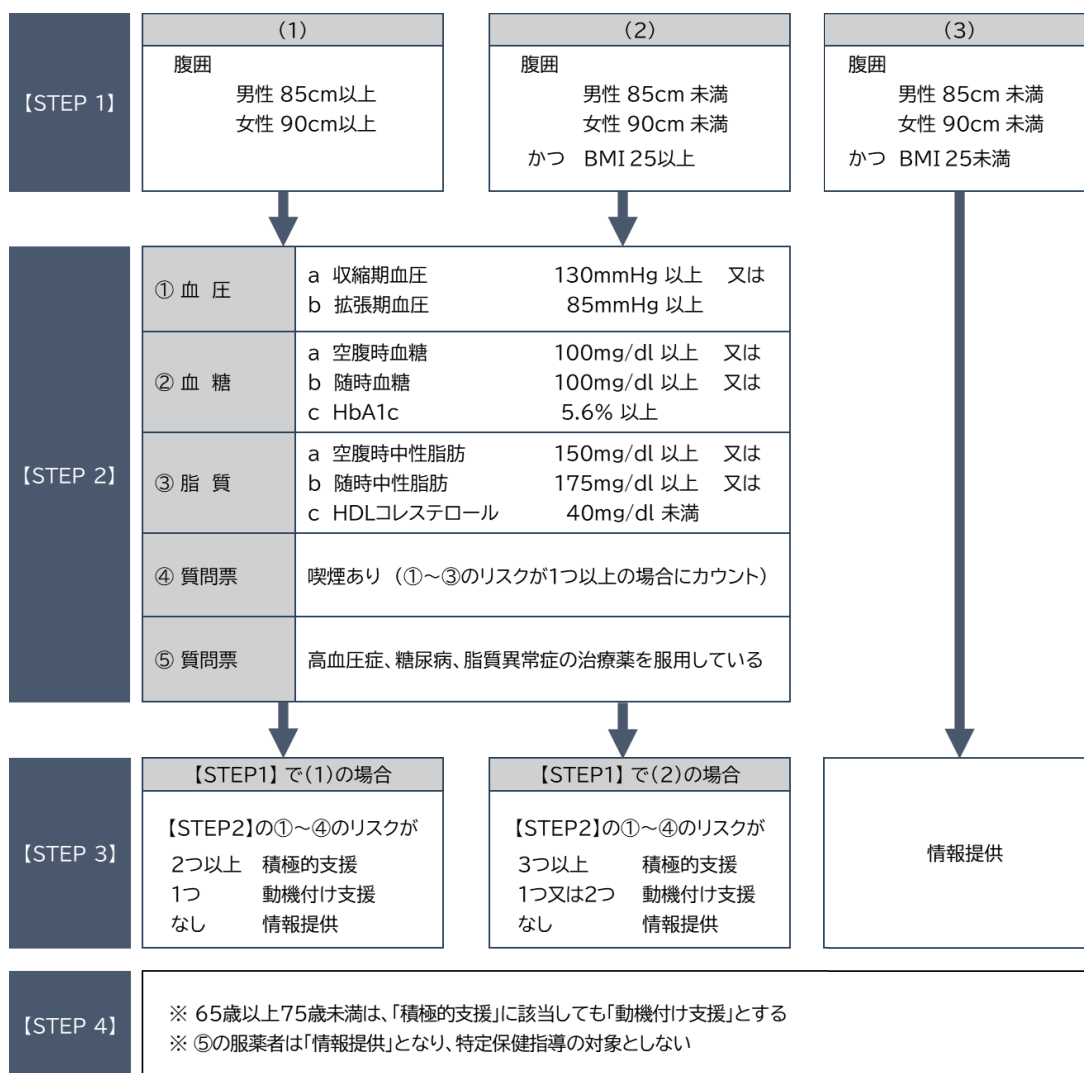 【STEP 1】
(1)
腹囲
男性 85cm以上
女性 90cm以上
(2)
腹囲
男性 85cm 未満
女性 90cm 未満
かつ BMI 25以上
(3)
腹囲
男性 85cm 未満
女性 90cm 未満
かつ BMI 25未満
【STEP 2】
① 血 圧
a 収縮期血圧 130mmHg 以上 又は
b 拡張期血圧 85mmHg 以上
② 血 糖
a 空腹時血糖 100mg/dl 以上 又は
b 随時血糖 100mg/dl 以上 又は
c HbA1c 5.6% 以上
③ 脂 質
a 空腹時中性脂肪 150mg/dl 以上 又は
b 随時中性脂肪 175mg/dl 以上 又は
c HDLコレステロール 40mg/dl 未満
④ 質問票
喫煙あり (①～③のリスクが1つ以上の場合にカウント)
⑤ 質問票
高血圧症、糖尿病、脂質異常症の治療薬を服用している
【STEP 3】
【STEP1】で(1)の場合
【STEP2】の①～④のリスクが
2つ以上 積極的支援
1つ 動機付け支援
なし 情報提供
【STEP1】で(2)の場合
【STEP2】の①～④のリスクが
3つ以上 積極的支援
1つ又は2つ 動機付け支援
なし 情報提供
情報提供
【STEP 4】
※ 65歳以上75歳未満は、「積極的支援」に該当しても「動機付け支援」とする
※ ⑤の服薬者は「情報提供」となり、特定保健指導の対象としない